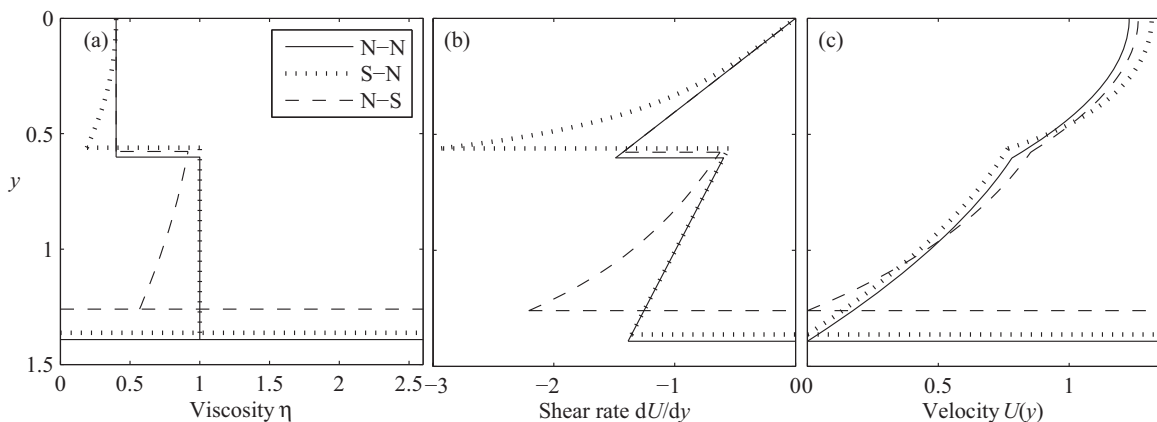 (a)
N−N
S−N
N−S
(b)
(c)
y
0
0.5
1
1.5
0
0.5
1
1.5
2
2.5
−3
−2
−1
0
0
0.5
1
Viscosity η
Shear rate dU/dy
Velocity U(y)